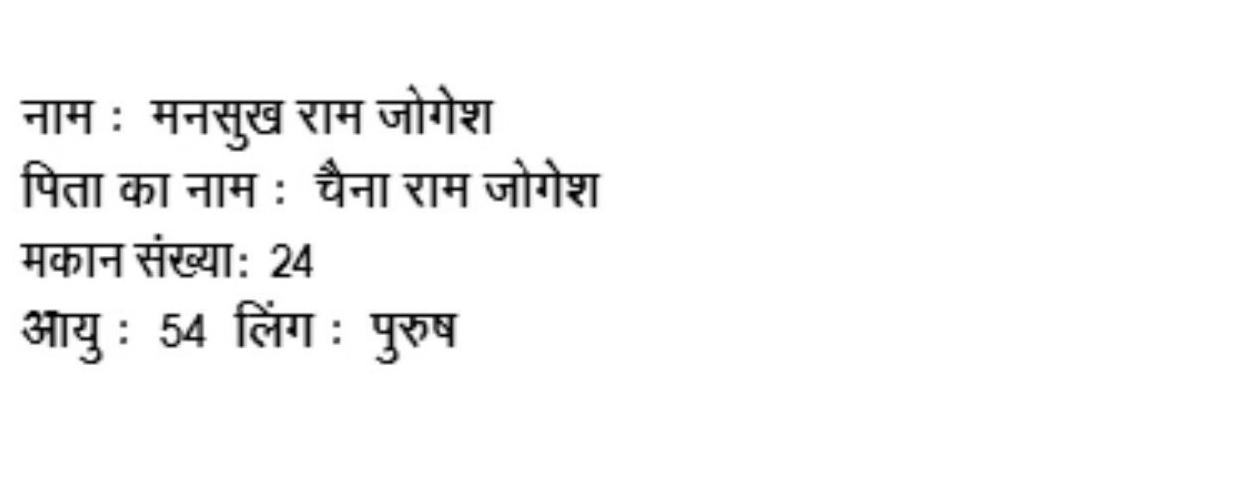 नाम : मनसुख राम जोगेश
पिता का नाम : चैना राम जोगेश
मकान संख्या: 24
आयु : 54 लिंग : पुरुष